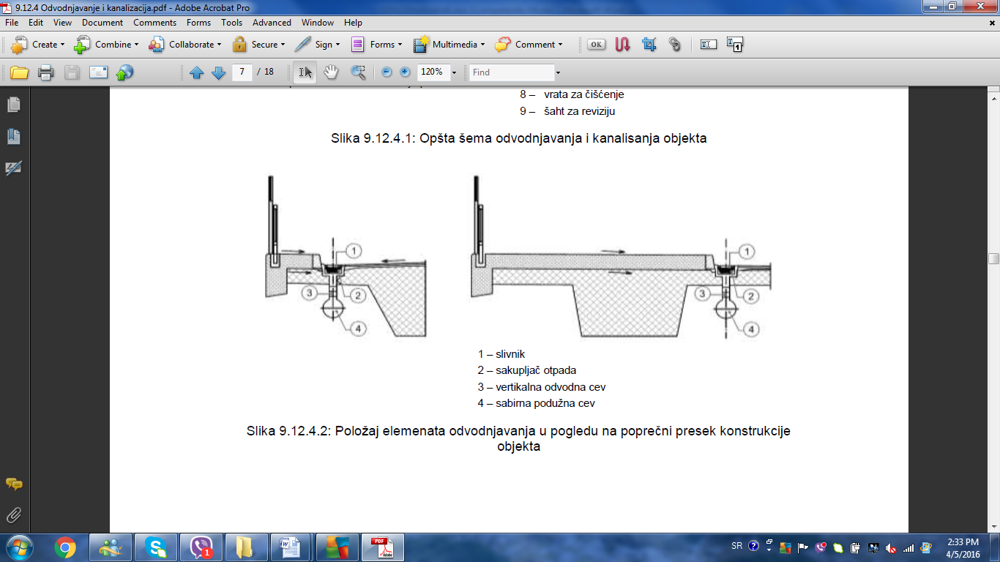 9.12.4 Odvodnjavanje i kanalizacija.pdf - Adobe Acrobat Pro
File Edit View Document Comments Forms Tools Advanced Window Help
Create Combine Collaborate Secure Sign Forms Multimedia Comment OK
7 / 18 120% Find
8 – vrata za čišćenje
9 – šaht za reviziju
Slika 9.12.4.1: Opšta šema odvodnjavanja i kanalisanja objekta
1
2
3
4
1
2
3
4
1 – slivnik
2 – sakupljač otpada
3 – vertikalna odvodna cev
4 – sabirna podužna cev
Slika 9.12.4.2: Položaj elemenata odvodnjavanja u pogledu na poprečni presek konstrukcije
objekta
SR
2:33 PM
4/5/2016